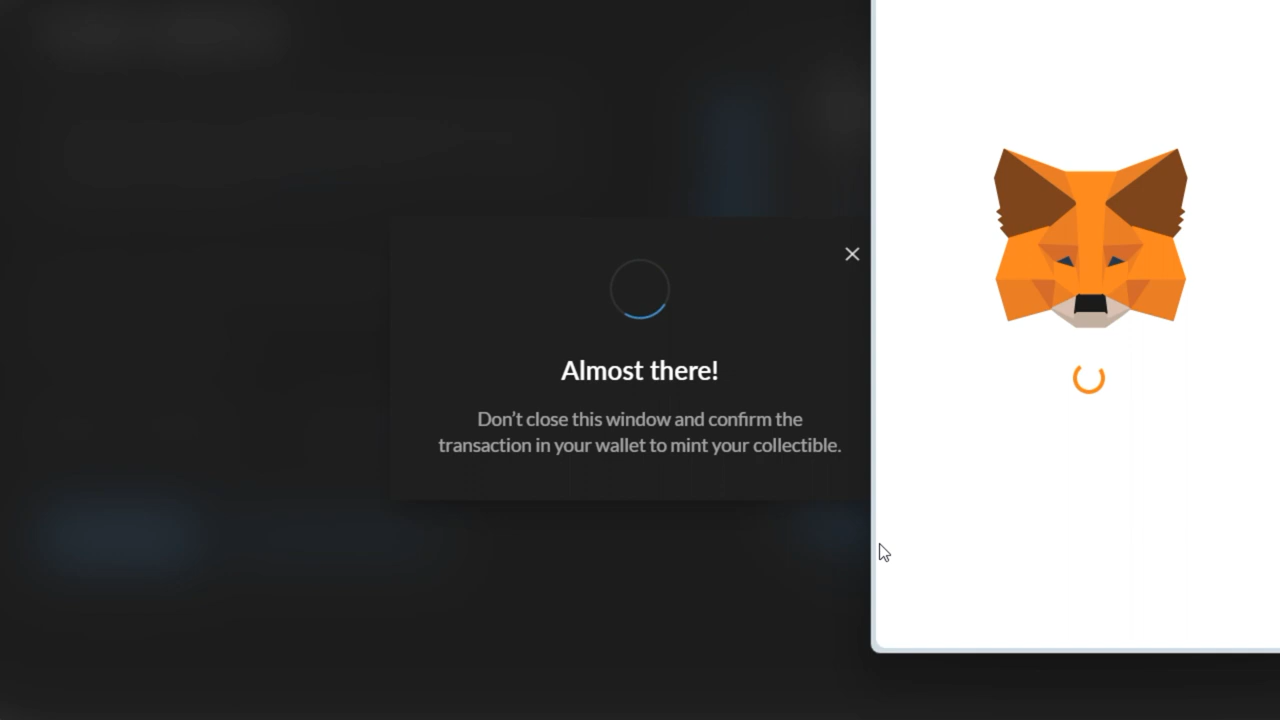 Almost there!
Don’t close this window and confirm the
transaction in your wallet to mint your collectible.